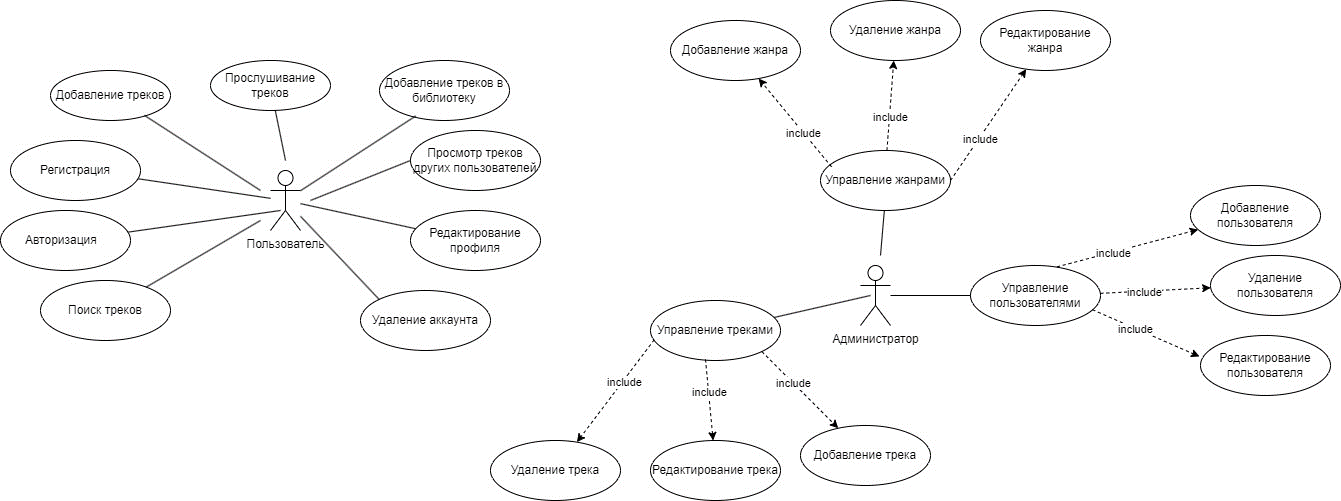 Добавление треков
Прослушивание
треков
Добавление треков в
библиотеку
Регистрация
Просмотр треков
других пользователей
Авторизация
Пользователь
Редактирование
профиля
Поиск треков
Удаление аккаунта
Добавление жанра
Удаление жанра
Редактирование
жанра
include
include
include
Управление жанрами
Администратор
Управление
пользователями
include
include
include
Добавление
пользователя
Удаление
пользователя
Редактирование
пользователя
Управление треками
include
include
include
Удаление трека
Редактирование трека
Добавление трека